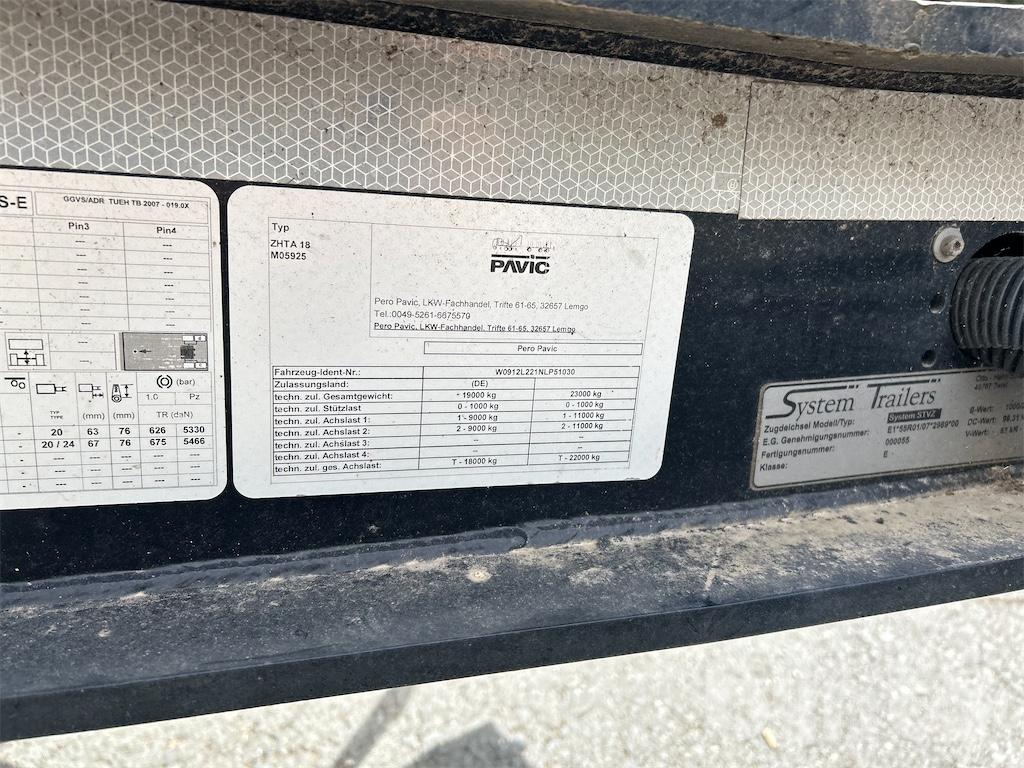 S-E GGVS/ADR TUEH TB 2007 - 019.0X
Pin3 Pin4
--- ---
--- ---
--- ---
--- ---
--- ---
--- ---
---
---
(bar)
1.0 Pz
TYP
TYPE (mm) (mm) TR (daN)
- 20 63 76 626 5330
- 20 / 24 67 76 675 5466
- --- --- --- --- ---
- --- --- --- --- ---
- --- --- --- --- ---
Typ
ZHTA 18
M05925
PAVIC
Pero Pavic, LKW-Fachhandel, Trifte 61-65, 32657 Lemgo
Tel.:0049-5261-6675579
Pero Pavic, LKW-Fachhandel, Trifte 61-65, 32657 Lemgo
Pero Pavic
Fahrzeug-Ident-Nr.: W0912L221NLP51030
Zulassungsland: (DE)
techn. zul. Gesamtgewicht: 19000 kg 23000 kg
techn. zul. Stützlast 0 - 1000 kg 0 - 1000 kg
techn. zul. Achslast 1: 1 - 9000 kg 1 - 11000 kg
techn. zul. Achslast 2: 2 - 9000 kg 2 - 11000 kg
techn. zul. Achslast 3: -- --
techn. zul. Achslast 4: -- --
techn. zul. ges. Achslast: T - 18000 kg T - 22000 kg
System Trailers
Zugdeichsel Modell/Typ: System STVZ
E.G. Genehmigungsnummer: E1*55R01/07*2989*00
Fertigungsnummer: 000055
Klasse: E
D-Wert:
DC-Wert:
V-Wert: